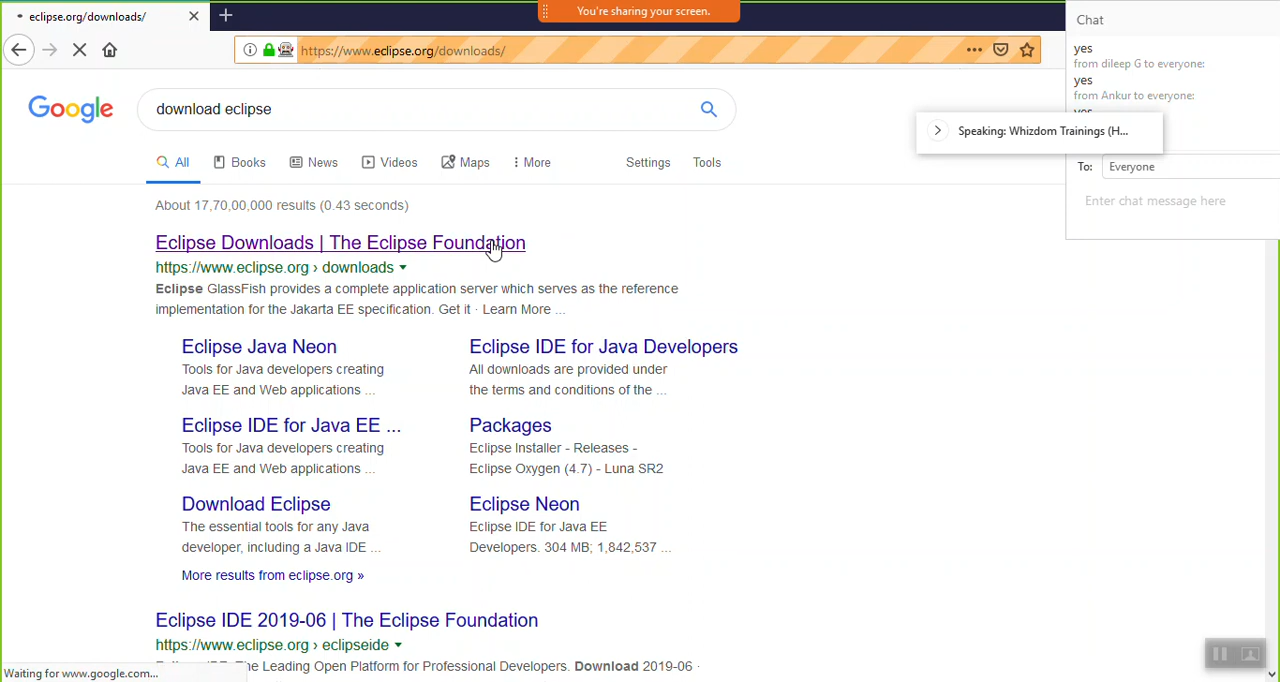 eclipse.org/downloads/
You're sharing your screen.
https://www.eclipse.org/downloads/
Chat
yes
from dileep G to everyone:
yes
from Ankur to everyone:
yes
Speaking: Whizdom Trainings (H...
To: Everyone
Enter chat message here
Google
download eclipse
All Books News Videos Maps More Settings Tools
About 17,70,00,000 results (0.43 seconds)
Eclipse Downloads | The Eclipse Foundation
https://www.eclipse.org › downloads
Eclipse GlassFish provides a complete application server which serves as the reference
implementation for the Jakarta EE specification. Get it · Learn More ...
Eclipse Java Neon
Tools for Java developers creating
Java EE and Web applications ...
Eclipse IDE for Java Developers
All downloads are provided under
the terms and conditions of the ...
Eclipse IDE for Java EE ...
Tools for Java developers creating
Java EE and Web applications ...
Packages
Eclipse Installer - Releases -
Eclipse Oxygen (4.7) - Luna SR2
Download Eclipse
The essential tools for any Java
developer, including a Java IDE ...
Eclipse Neon
Eclipse IDE for Java EE
Developers. 304 MB; 1,842,537 ...
More results from eclipse.org »
Eclipse IDE 2019-06 | The Eclipse Foundation
https://www.eclipse.org › eclipseide
The Leading Open Platform for Professional Developers. Download 2019-06 ·
Waiting for www.google.com...